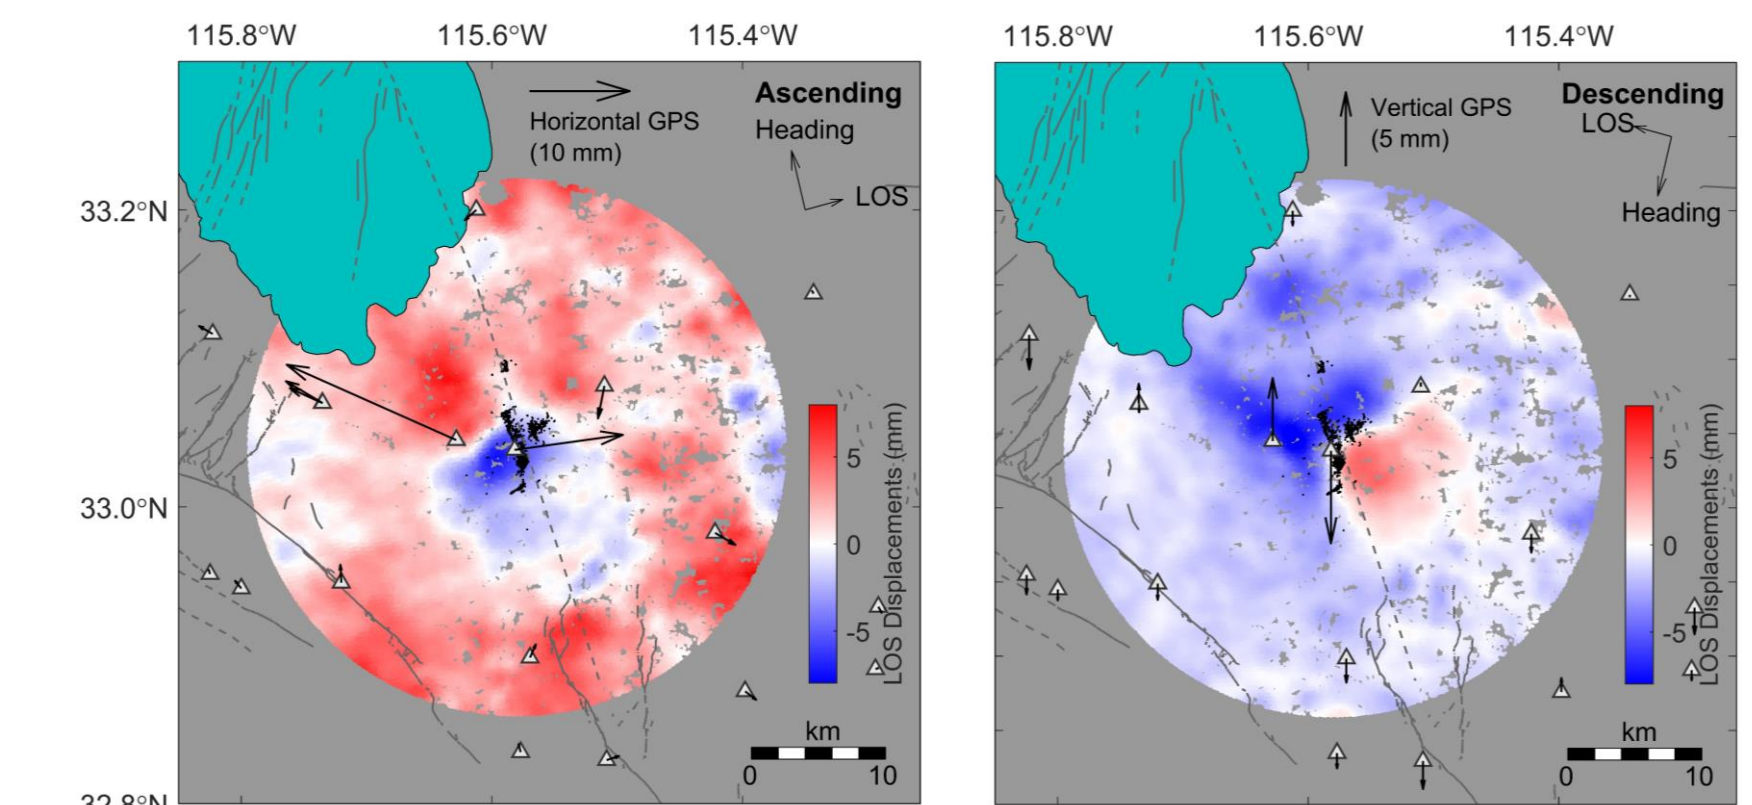 115.8°W 115.6°W 115.4°W
33.2°N
33.0°N
32.8°N
Ascending
Horizontal GPS
(10 mm)
Heading
LOS
5
0
-5
LOS Displacements (mm)
km
0 10
115.8°W 115.6°W 115.4°W
Descending
Vertical GPS
(5 mm)
LOS
Heading
5
0
-5
LOS Displacements (mm)
km
0 10